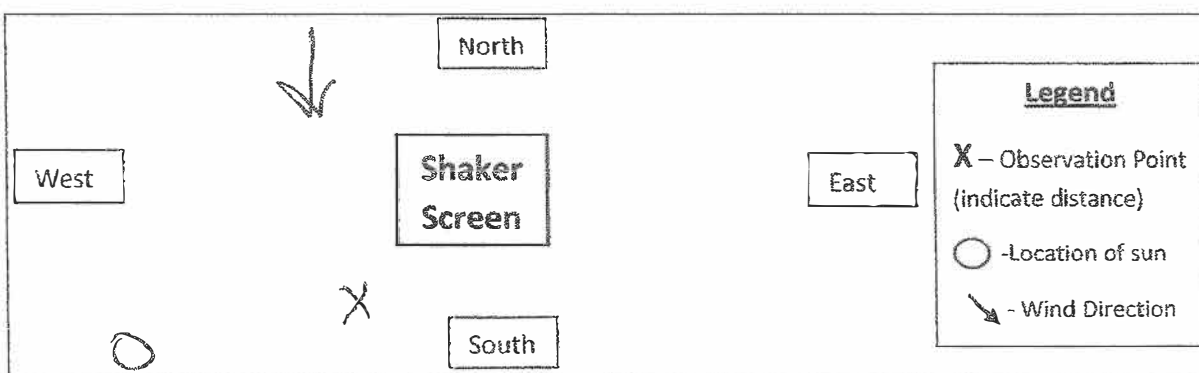 North
West
Shaker
Screen
East
South
Legend
X – Observation Point
(indicate distance)
-Location of sun
- Wind Direction
X